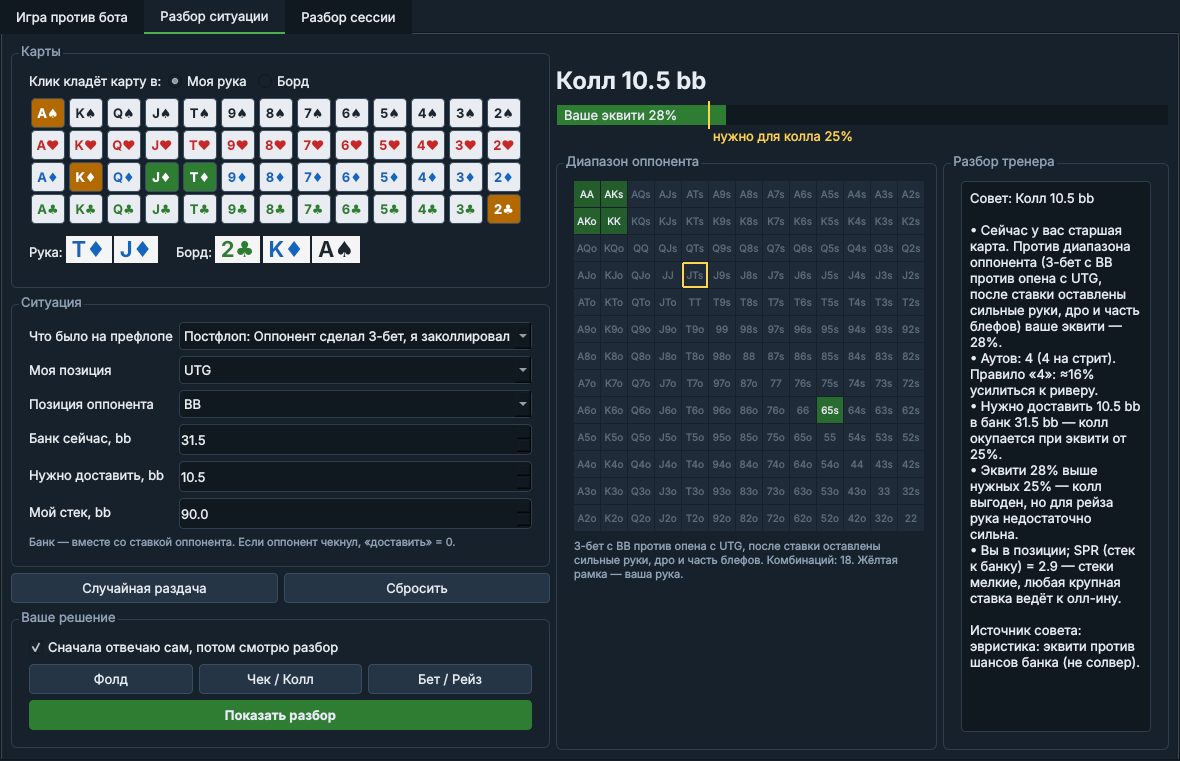 Игра против бота Разбор ситуации Разбор сессии
Карты
Клик кладёт карту в: Моя рука Борд
A♠ K♠ Q♠ J♠ T♠ 9♠ 8♠ 7♠ 6♠ 5♠ 4♠ 3♠ 2♠
A♥ K♥ Q♥ J♥ T♥ 9♥ 8♥ 7♥ 6♥ 5♥ 4♥ 3♥ 2♥
A♦ K♦ Q♦ J♦ T♦ 9♦ 8♦ 7♦ 6♦ 5♦ 4♦ 3♦ 2♦
A♣ K♣ Q♣ J♣ T♣ 9♣ 8♣ 7♣ 6♣ 5♣ 4♣ 3♣ 2♣
Рука: T♦ J♦ Борд: 2♣ K♦ A♠
Ситуация
Что было на префлопе Постфлоп: Оппонент сделал 3-бет, я заколлировал
Моя позиция UTG
Позиция оппонента BB
Банк сейчас, bb 31.5
Нужно доставить, bb 10.5
Мой стек, bb 90.0
Банк — вместе со ставкой оппонента. Если оппонент чекнул, «доставить» = 0.
Случайная раздача Сбросить
Ваше решение
✓ Сначала отвечаю сам, потом смотрю разбор
Фолд Чек / Колл Бет / Рейз
Показать разбор
Колл 10.5 bb
Ваше эквити 28%
нужно для колла 25%
Диапазон оппонента
AA AKs AQs AJs ATs A9s A8s A7s A6s A5s A4s A3s A2s
AKo KK KQs KJs KTs K9s K8s K7s K6s K5s K4s K3s K2s
AQo KQo QQ QJs QTs Q9s Q8s Q7s Q6s Q5s Q4s Q3s Q2s
AJo KJo QJo JJ JTs J9s J8s J7s J6s J5s J4s J3s J2s
ATo KTo QTo JTo TT T9s T8s T7s T6s T5s T4s T3s T2s
A9o K9o Q9o J9o T9o 99 98s 97s 96s 95s 94s 93s 92s
A8o K8o Q8o J8o T8o 98o 88 87s 86s 85s 84s 83s 82s
A7o K7o Q7o J7o T7o 97o 87o 77 76s 75s 74s 73s 72s
A6o K6o Q6o J6o T6o 96o 86o 76o 66 65s 64s 63s 62s
A5o K5o Q5o J5o T5o 95o 85o 75o 65o 55 54s 53s 52s
A4o K4o Q4o J4o T4o 94o 84o 74o 64o 54o 44 43s 42s
A3o K3o Q3o J3o T3o 93o 83o 73o 63o 53o 43o 33 32s
A2o K2o Q2o J2o T2o 92o 82o 72o 62o 52o 42o 32o 22
3-бет с BB против опена с UTG, после ставки оставлены
сильные руки, дро и часть блефов. Комбинаций: 18. Жёлтая
рамка — ваша рука.
Разбор тренера
Совет: Колл 10.5 bb
• Сейчас у вас старшая
карта. Против диапазона
оппонента (3-бет с BB
против опена с UTG,
после ставки оставлены
сильные руки, дро и часть
блефов) ваше эквити —
28%.
• Аутов: 4 (4 на стрит).
Правило «4»: ≈16%
усилиться к риверу.
• Нужно доставить 10.5 bb
в банк 31.5 bb — колл
окупается при эквити от
25%.
• Эквити 28% выше
нужных 25% — колл
выгоден, но для рейза
рука недостаточно
сильна.
• Вы в позиции; SPR (стек
к банку) = 2.9 — стеки
мелкие, любая крупная
ставка ведёт к олл-ину.
Источник совета:
эвристика: эквити против
шансов банка (не солвер).